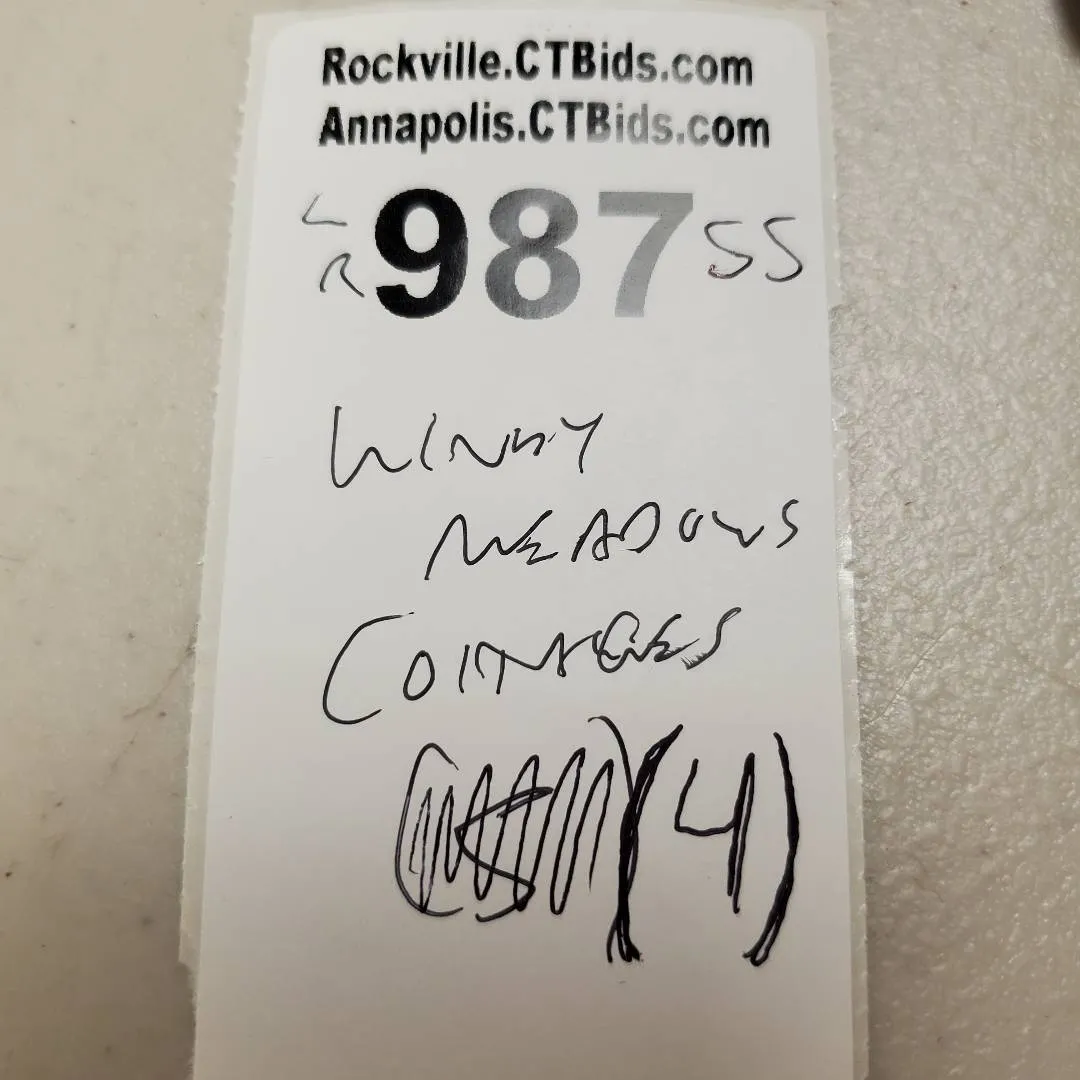 Rockville.CTBids.com
Annapolis.CTBids.com
LR 987 SS
WINDY
MEADOWS
COTTAGES
(4)